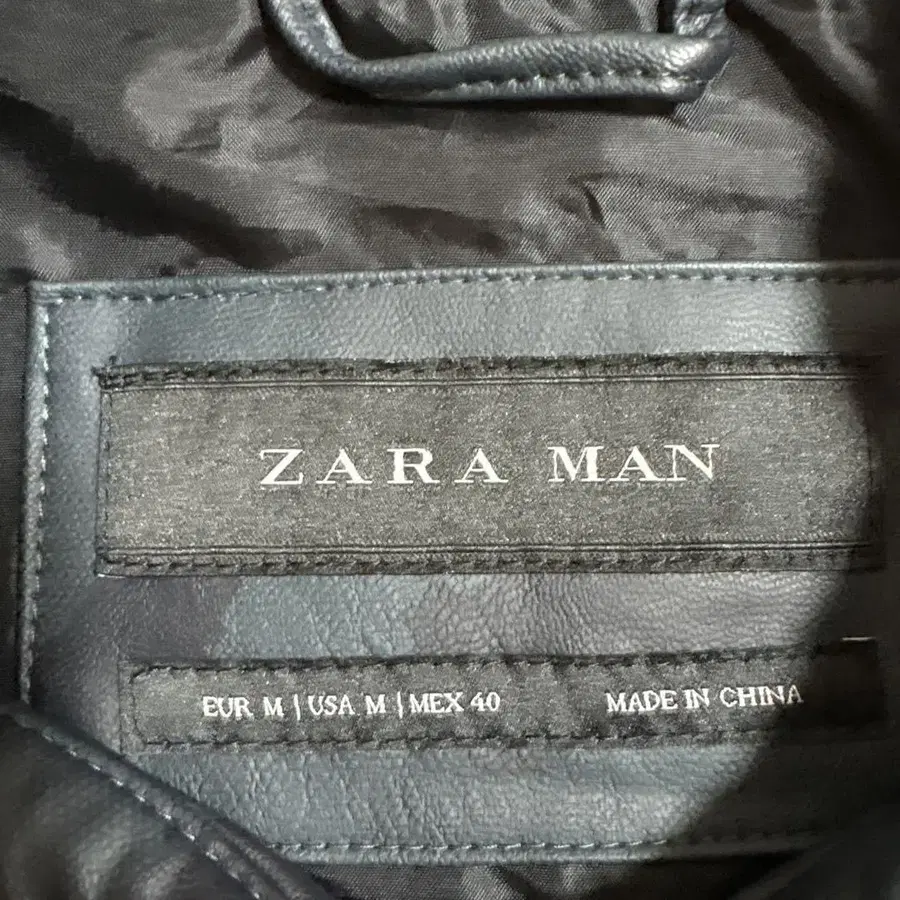 ZARA MAN
EUR M | USA M | MEX 40 MADE IN CHINA